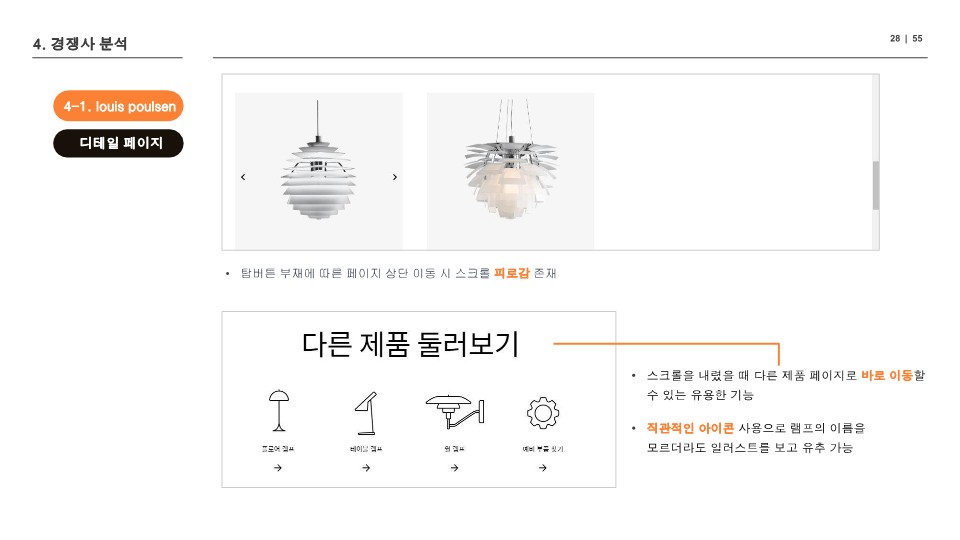 4. 경쟁사 분석
28 | 55
4-1. louis poulsen
디테일 페이지
• 탑버튼 부재에 따른 페이지 상단 이동 시 스크롤 피로감 존재
다른 제품 둘러보기
플로어 램프
테이블 램프
월 램프
예비 부품 찾기
• 스크롤을 내렸을 때 다른 제품 페이지로 바로 이동할
수 있는 유용한 기능
• 직관적인 아이콘 사용으로 램프의 이름을
모르더라도 일러스트를 보고 유추 가능